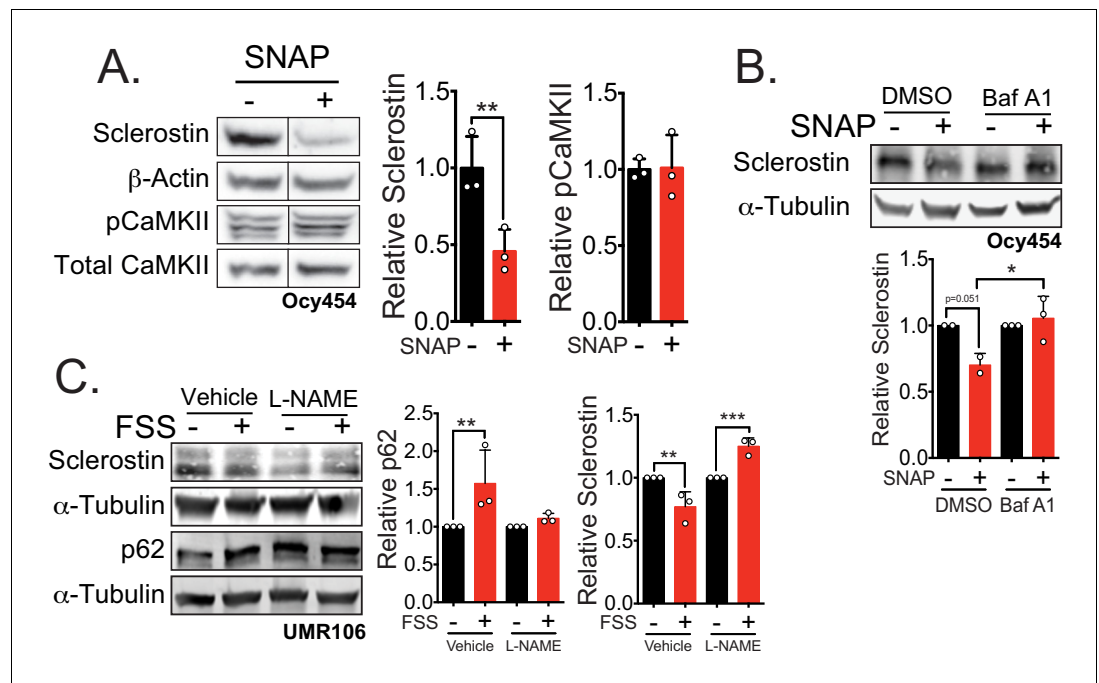 A.
SNAP
- +
Sclerostin
β-Actin
pCaMKII
Total CaMKII
Ocy454
Relative Sclerostin
1.5
1.0
0.5
0.0
**
SNAP - +
Relative pCaMKII
1.5
1.0
0.5
0.0
SNAP - +
B.
DMSO Baf A1
SNAP - + - +
Sclerostin
α-Tubulin
Ocy454
Relative Sclerostin
1.5
1.0
0.5
0.0
*
p=0.051
SNAP - + - +
DMSO Baf A1
C.
Vehicle L-NAME
FSS - + - +
Sclerostin
α-Tubulin
p62
α-Tubulin
UMR106
Relative p62
2.5
2.0
1.5
1.0
0.5
0.0
**
FSS - + - +
Vehicle L-NAME
Relative Sclerostin
1.5
1.0
0.5
0.0
**
***
FSS - + - +
Vehicle L-NAME